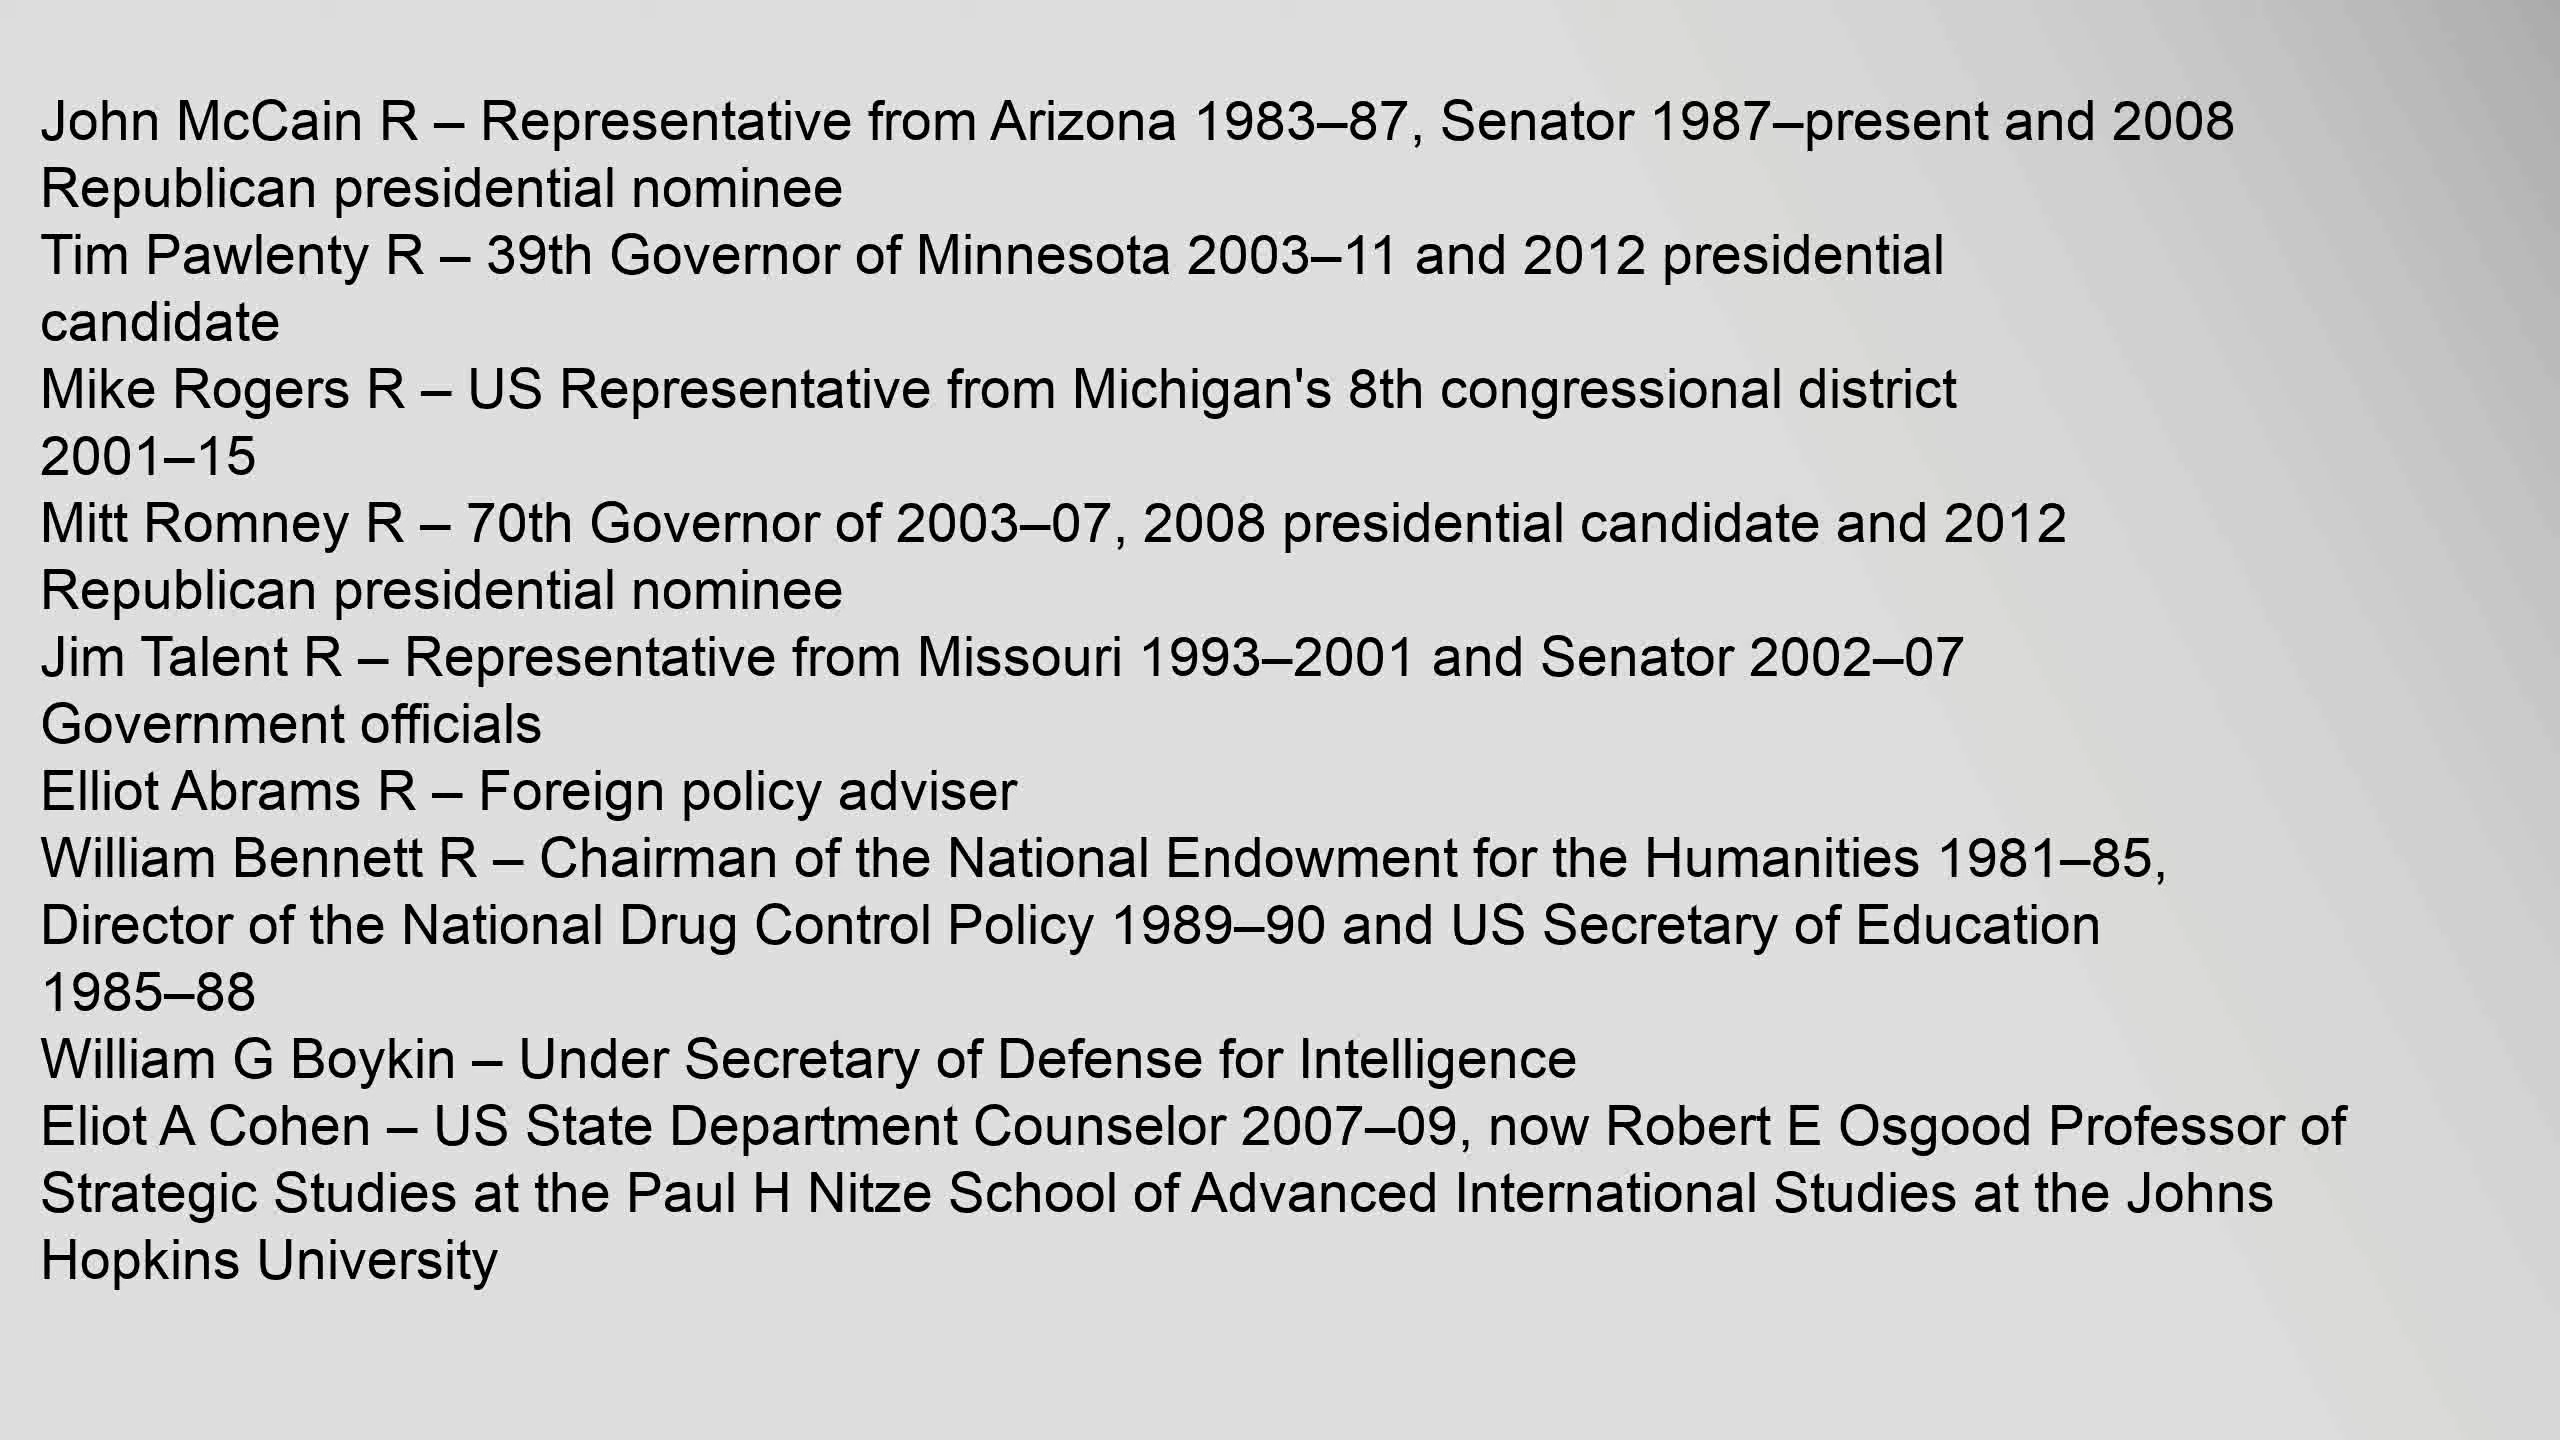 John McCain R – Representative from Arizona 1983–87, Senator 1987–present and 2008
Republican presidential nominee
Tim Pawlenty R – 39th Governor of Minnesota 2003–11 and 2012 presidential
candidate
Mike Rogers R – US Representative from Michigan's 8th congressional district
2001–15
Mitt Romney R – 70th Governor of 2003–07, 2008 presidential candidate and 2012
Republican presidential nominee
Jim Talent R – Representative from Missouri 1993–2001 and Senator 2002–07
Government officials
Elliot Abrams R – Foreign policy adviser
William Bennett R – Chairman of the National Endowment for the Humanities 1981–85,
Director of the National Drug Control Policy 1989–90 and US Secretary of Education
1985–88
William G Boykin – Under Secretary of Defense for Intelligence
Eliot A Cohen – US State Department Counselor 2007–09, now Robert E Osgood Professor of
Strategic Studies at the Paul H Nitze School of Advanced International Studies at the Johns
Hopkins University